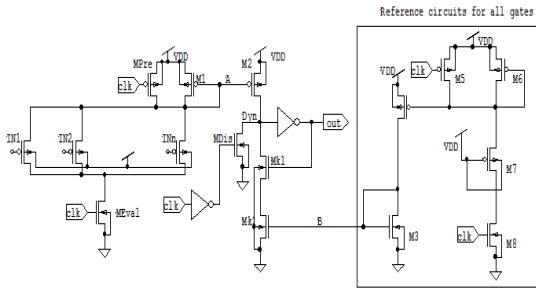 Reference circuits for all gates
VDD
VDD
VDD
MPre
M2
clk
M1
A
VDD
clk
M5
M6
Dyn
out
IN1
IN2
INn
MDis
Mk1
VDD
M7
clk
clk
MEval
B
M3
clk
M8